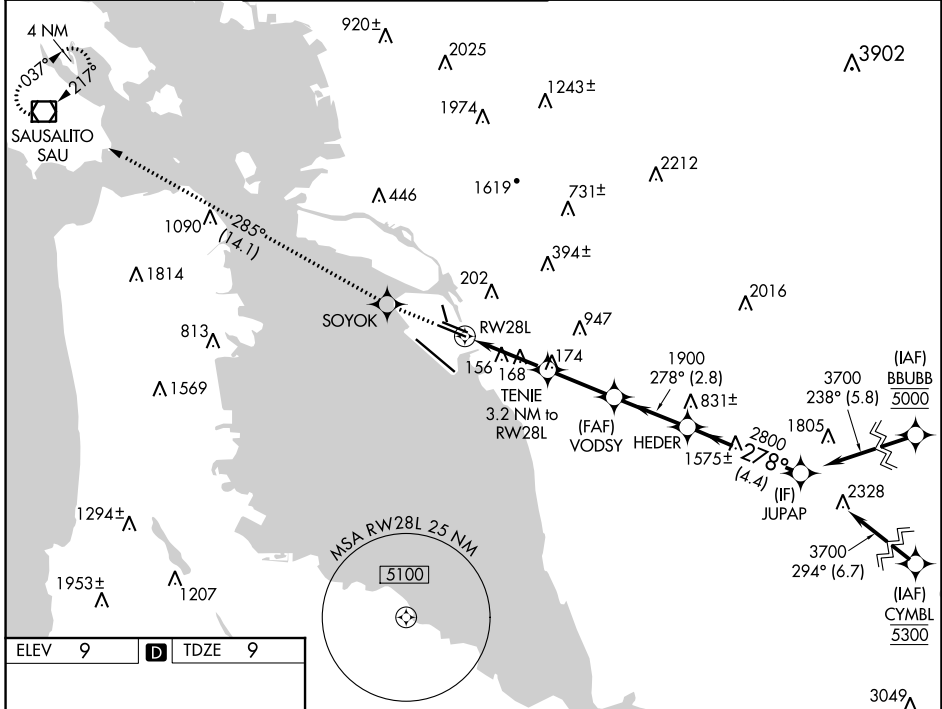 4 NM
037°
217°
SAUSALITO
SAU
920±
2025
1974
1243±
3902
446
1619
731±
2212
1090
285°
(14.1)
394±
1814
202
2016
SOYOK
RW28L
947
813
156
168
174
1569
TENIE
3.2 NM to
RW28L
1900
278° (2.8)
831±
(FAF)
VODSY
HEDER
1575±
2800
278°
(4.4)
1805
3700
238° (5.8)
(IAF)
BBUBB
5000
(IF)
JUPAP
2328
3700
294° (6.7)
(IAF)
CYMBL
5300
1294±
1953±
1207
MSA RW28L 25 NM
5100
ELEV 9 D TDZE 9
3049